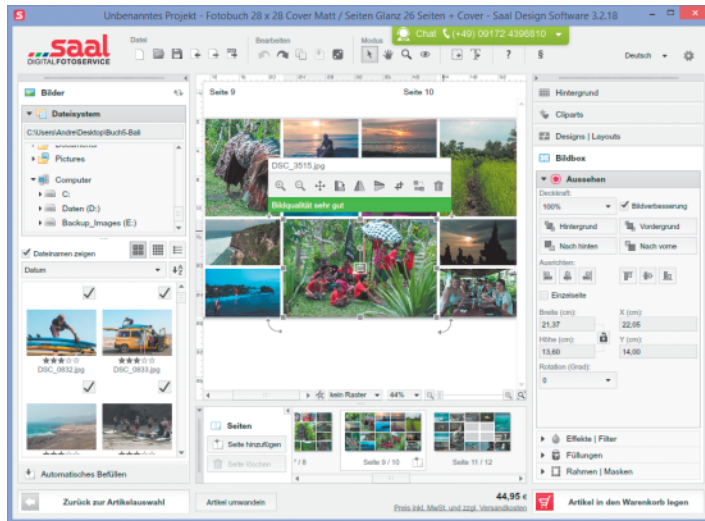 Unbenanntes Projekt - Fotobuch 28 x 28 Cover Matt / Seiten Glanz 26 Seiten + Cover - Saal Design Software 3.2.18
S
saal
DIGITALFOTOSERVICE
Datei
Bearbeiten
Modus
Chat (+49) 09172 4396810
?
§
Deutsch
Bilder
Dateisystem
C:\Users\Andre\Desktop\Buch5-Bali
Documents
Pictures
Computer
C:
Daten (D:)
Backup_Images (E:)
Dateinamen zeigen
Datum
DSC_0832.jpg
DSC_0833.jpg
Automatisches Befüllen
Zurück zur Artikelauswahl
Seite 9
Seite 10
DSC_3515.jpg
Bildqualität sehr gut
kein Raster
44%
Seiten
Seite hinzufügen
Seite löschen
7 / 8
Seite 9 / 10
Seite 11 / 12
Artikel umwandeln
44,95 €
Preis inkl. MwSt. und zzgl. Versandkosten
Hintergrund
Cliparts
Designs | Layouts
Bildbox
Aussehen
Deckkraft:
100%
Bildverbesserung
Hintergrund
Vordergrund
Nach hinten
Nach vorne
Ausrichten:
Einzelseite
Breite (cm):
X (cm):
21,37
22,05
Höhe (cm):
Y (cm):
13,60
14,00
Rotation (Grad):
0
Effekte | Filter
Füllungen
Rahmen | Masken
Artikel in den Warenkorb legen